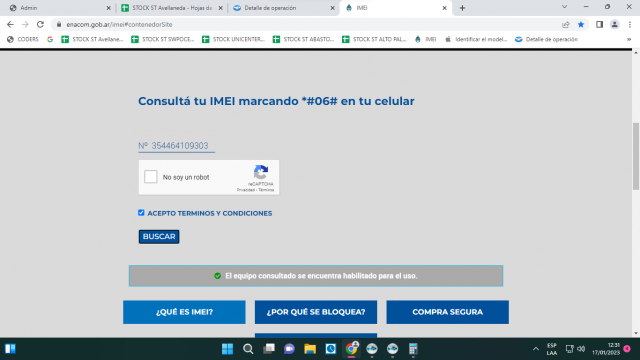 Admin
STOCK ST Avellaneda - Hojas de
Detalle de operación
IMEI
enacom.gob.ar/imei#contenedorSite
CODERS
G
STOCK ST Avellane...
STOCK ST SWPOCE...
STOCK UNICENTER...
STOCK ST ABASTO...
STOCK ST ALTO PAL...
IMEI
Identificar el model...
Detalle de operación
Consultá tu IMEI marcando *#06# en tu celular
Nº 354464109303
No soy un robot
reCAPTCHA
Privacidad - Términos
ACEPTO TERMINOS Y CONDICIONES
BUSCAR
El equipo consultado se encuentra habilitado para el uso.
¿QUÉ ES IMEI?
¿POR QUÉ SE BLOQUEA?
COMPRA SEGURA
ESP
LAA
12:51
17/01/2023